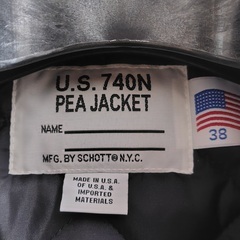 U.S. 740N
PEA JACKET
NAME
MFG. BY SCHOTT® N.Y.C.
38
MADE IN U.S.A.
OF U.S.A. &
IMPORTED
MATERIALS